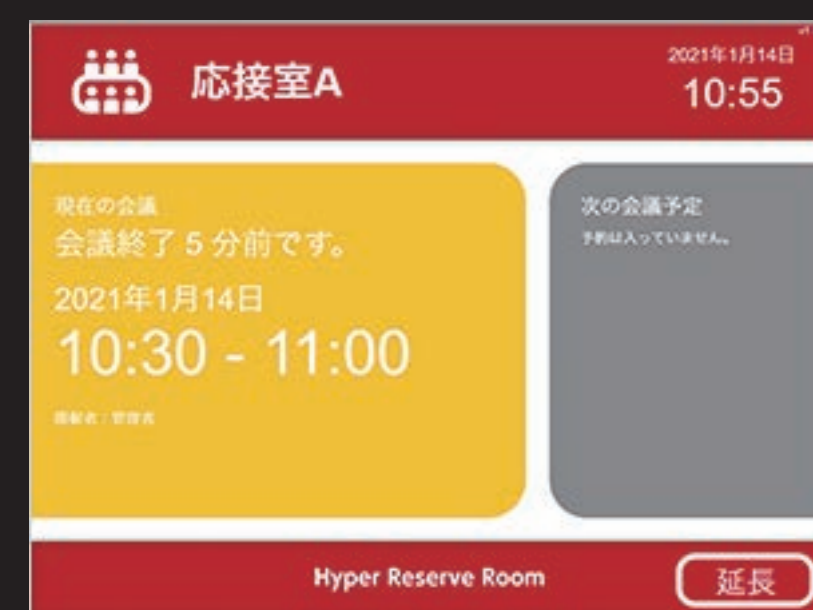 応接室A
2021年1月14日
10:55
現在の会議
会議終了 5 分前です。
2021年1月14日
10:30 - 11:00
次の会議予定
予約は入っていません。
Hyper Reserve Room
延長